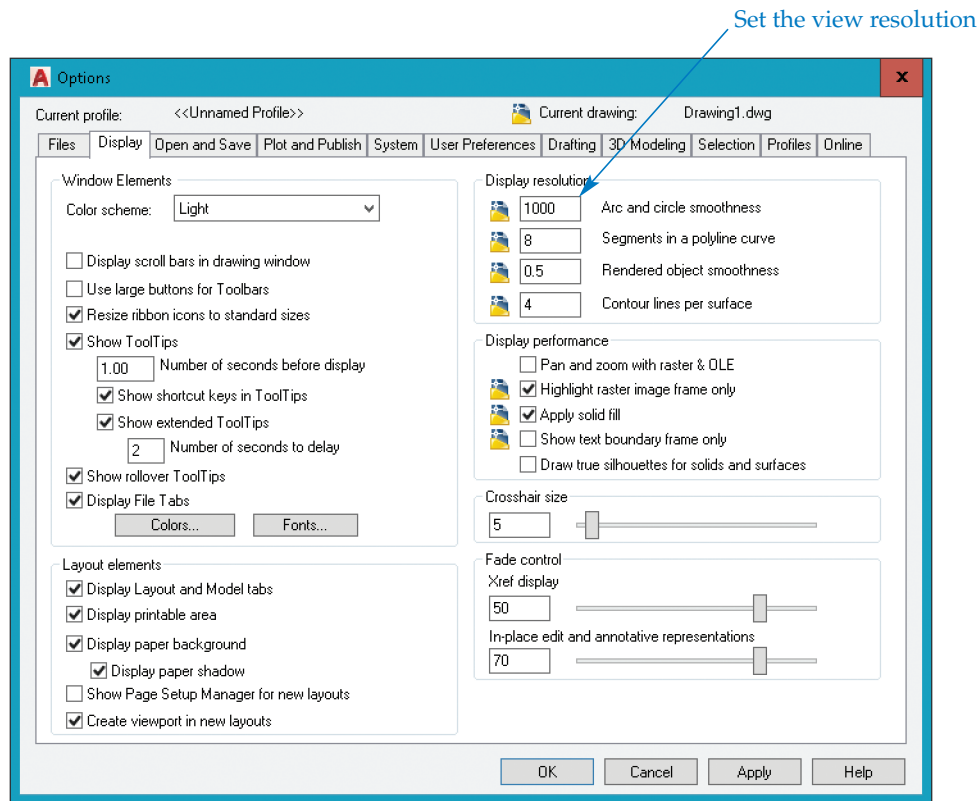 Set the view resolution
A Options x
Current profile: <<Unnamed Profile>> Current drawing: Drawing1.dwg
Files Display Open and Save Plot and Publish System User Preferences Drafting 3D Modeling Selection Profiles Online
Window Elements
Color scheme: Light
Display scroll bars in drawing window
Use large buttons for Toolbars
Resize ribbon icons to standard sizes
Show ToolTips
1.00 Number of seconds before display
Show shortcut keys in ToolTips
Show extended ToolTips
2 Number of seconds to delay
Show rollover ToolTips
Display File Tabs
Colors... Fonts...
Layout elements
Display Layout and Model tabs
Display printable area
Display paper background
Display paper shadow
Show Page Setup Manager for new layouts
Create viewport in new layouts
Display resolution
1000 Arc and circle smoothness
8 Segments in a polyline curve
0.5 Rendered object smoothness
4 Contour lines per surface
Display performance
Pan and zoom with raster & OLE
Highlight raster image frame only
Apply solid fill
Show text boundary frame only
Draw true silhouettes for solids and surfaces
Crosshair size
5
Fade control
Xref display
50
In-place edit and annotative representations
70
OK Cancel Apply Help